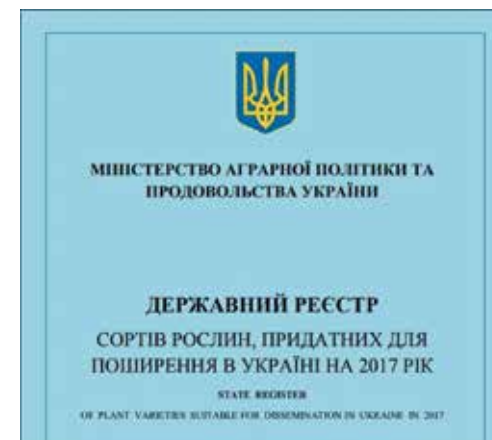 МІНІСТЕРСТВО АГРАРНОЇ ПОЛІТИКИ ТА
ПРОДОВОЛЬСТВА УКРАЇНИ
ДЕРЖАВНИЙ РЕЄСТР
СОРТІВ РОСЛИН, ПРИДАТНИХ ДЛЯ
ПОШИРЕННЯ В УКРАЇНІ НА 2017 РІК
STATE REGISTER
OF PLANT VARIETIES SUITABLE FOR DISSEMINATION IN UKRAINE IN 2017